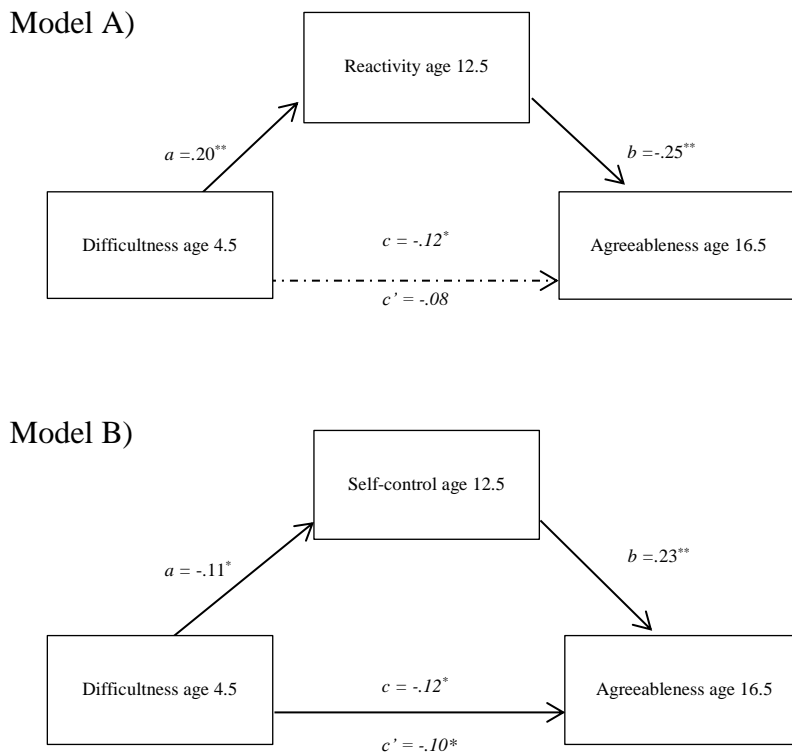 Model A)
Reactivity age 12.5
a =.20**
b =-.25**
Difficultness age 4.5
c = -.12*
Agreeableness age 16.5
c’ = -.08
Model B)
Self-control age 12.5
a = -.11*
b =.23**
Difficultness age 4.5
c = -.12*
Agreeableness age 16.5
c’ = -.10*